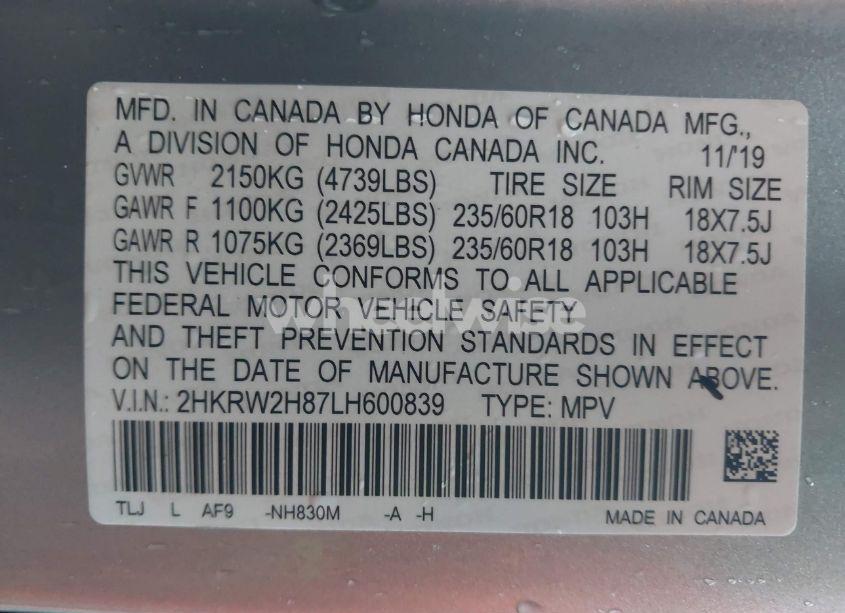 MFD. IN CANADA BY HONDA OF CANADA MFG.,
A DIVISION OF HONDA CANADA INC. 11/'19
GVWR 2150KG (4739LBS) TIRE SIZE RIM SIZE
GAWR F 1100KG (2425LBS) 235/60R18 103H 18X7.5J
GAWR R 1075KG (2369LBS) 235/60R18 103H 18X7.5J
THIS VEHICLE CONFORMS TO ALL APPLICABLE
FEDERAL MOTOR VEHICLE SAFETY
wheelwise
AND THEFT PREVENTION STANDARDS IN EFFECT
ON THE DATE OF MANUFACTURE SHOWN ABOVE.
V.I.N.: 2HKRW2H87LH600839 TYPE: MPV
TLJ L AF9 -NH830M -A -H MADE IN CANADA